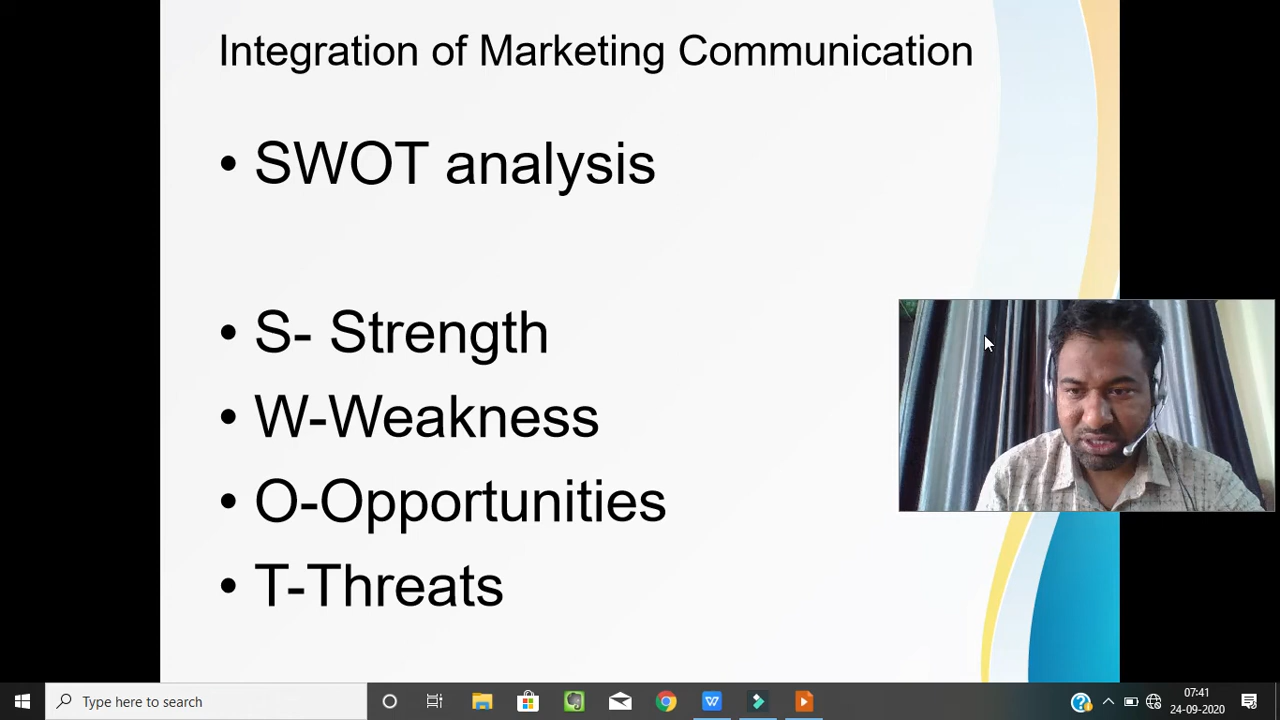 Integration of Marketing Communication
• SWOT analysis
• S- Strength
• W-Weakness
• O-Opportunities
• T-Threats
Type here to search
07:41
24-09-2020